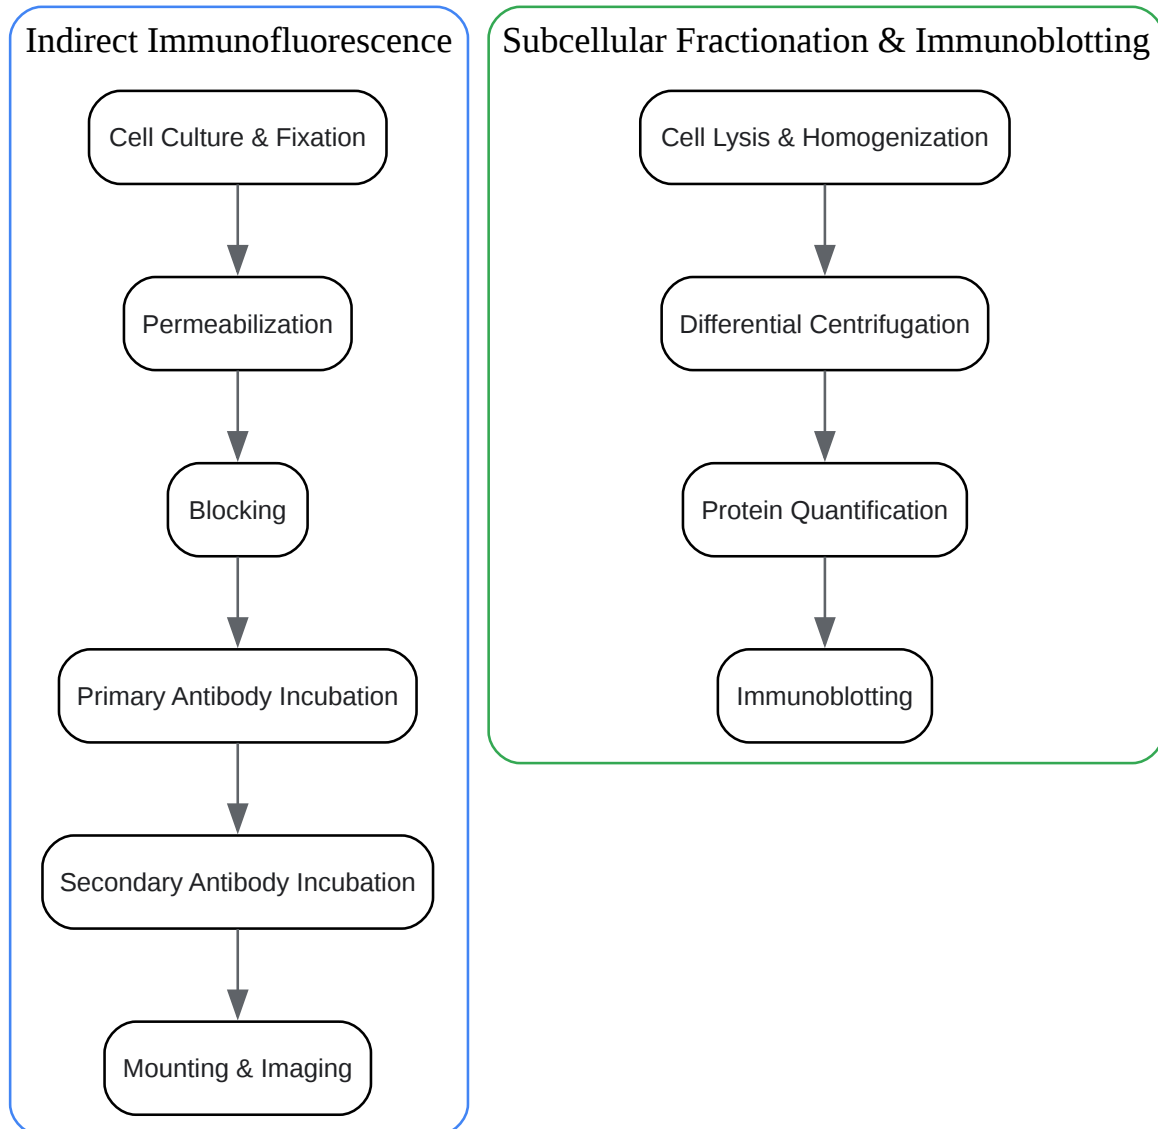 Indirect Immunofluorescence
Cell Culture & Fixation
Permeabilization
Blocking
Primary Antibody Incubation
Secondary Antibody Incubation
Mounting & Imaging
Subcellular Fractionation & Immunoblotting
Cell Lysis & Homogenization
Differential Centrifugation
Protein Quantification
Immunoblotting